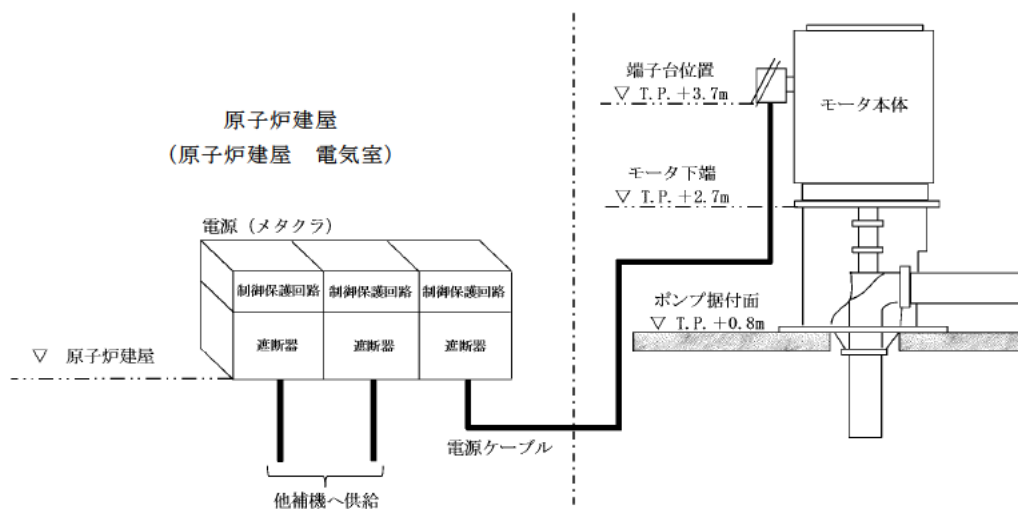 原子炉建屋
(原子炉建屋 電気室)
電源(メタクラ)
制御保護回路 制御保護回路 制御保護回路
遮断器 遮断器 遮断器
▽ 原子炉建屋
電源ケーブル
他補機へ供給
端子台位置
▽ T.P.+3.7m
モータ本体
モータ下端
▽ T.P.+2.7m
ポンプ据付面
▽ T.P.+0.8m